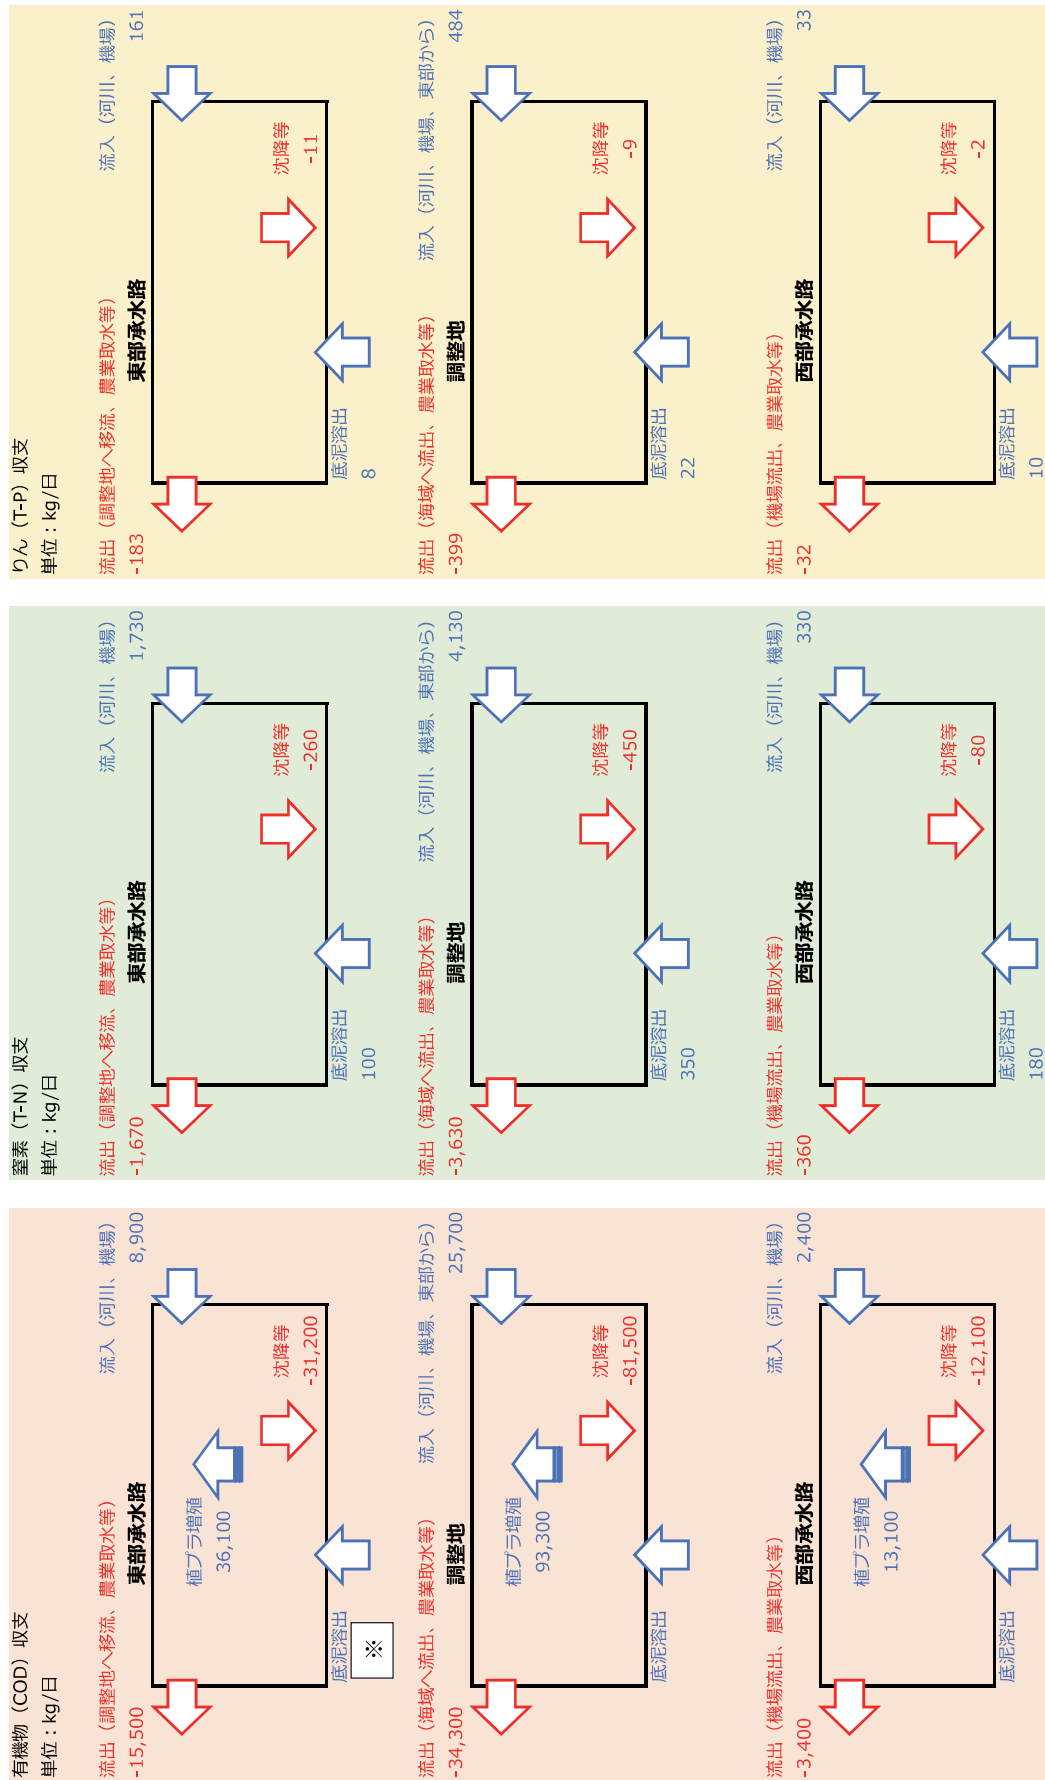 有機物（COD）収支
単位：kg/日
流出（調整地へ移流、農業取水等）
-15,500
流入（河川、機場）
8,900
東部承水路
植プラ増殖
36,100
沈降等
-31,200
底泥溶出
※
流出（海域へ流出、農業取水等）
-34,300
流入（河川、機場、東部から）
25,700
調整地
植プラ増殖
93,300
沈降等
-81,500
底泥溶出
流出（機場流出、農業取水等）
-3,400
流入（河川、機場）
2,400
西部承水路
植プラ増殖
13,100
沈降等
-12,100
底泥溶出
窒素（T-N）収支
単位：kg/日
流出（調整地へ移流、農業取水等）
-1,670
流入（河川、機場）
1,730
東部承水路
沈降等
-260
底泥溶出
100
流出（海域へ流出、農業取水等）
-3,630
流入（河川、機場、東部から）
4,130
調整地
沈降等
-450
底泥溶出
350
流出（機場流出、農業取水等）
-360
流入（河川、機場）
330
西部承水路
沈降等
-80
底泥溶出
180
りん（T-P）収支
単位：kg/日
流出（調整地へ移流、農業取水等）
-183
流入（河川、機場）
161
東部承水路
沈降等
-11
底泥溶出
8
流出（海域へ流出、農業取水等）
-399
流入（河川、機場、東部から）
484
調整地
沈降等
-9
底泥溶出
22
流出（機場流出、農業取水等）
-32
流入（河川、機場）
33
西部承水路
沈降等
-2
底泥溶出
10